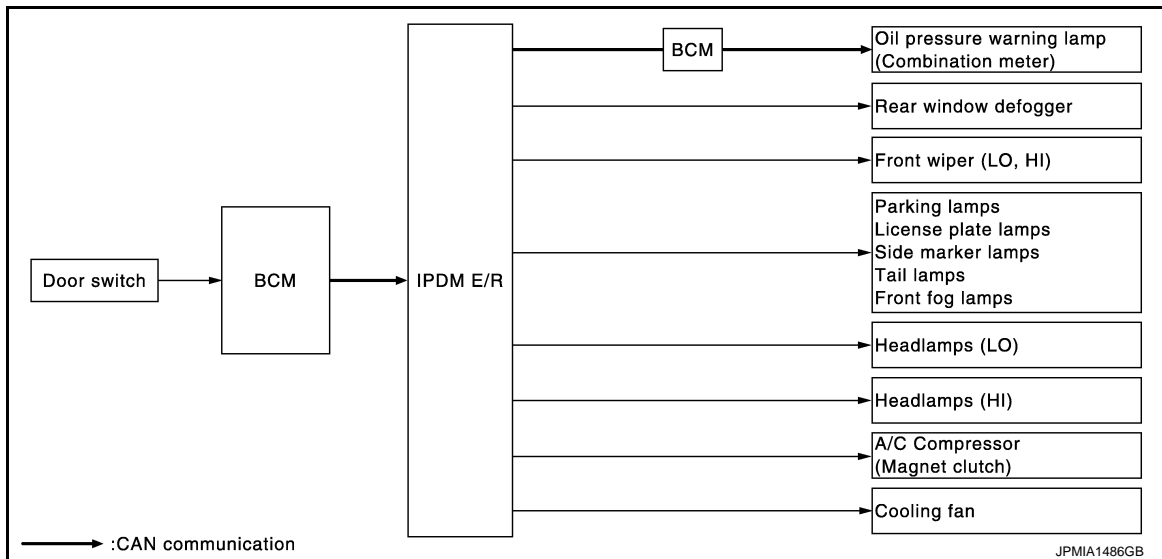 Door switch
BCM
IPDM E/R
BCM
Oil pressure warning lamp
(Combination meter)
Rear window defogger
Front wiper (LO, HI)
Parking lamps
License plate lamps
Side marker lamps
Tail lamps
Front fog lamps
Headlamps (LO)
Headlamps (HI)
A/C Compressor
(Magnet clutch)
Cooling fan
:CAN communication
JPMIA1486GB